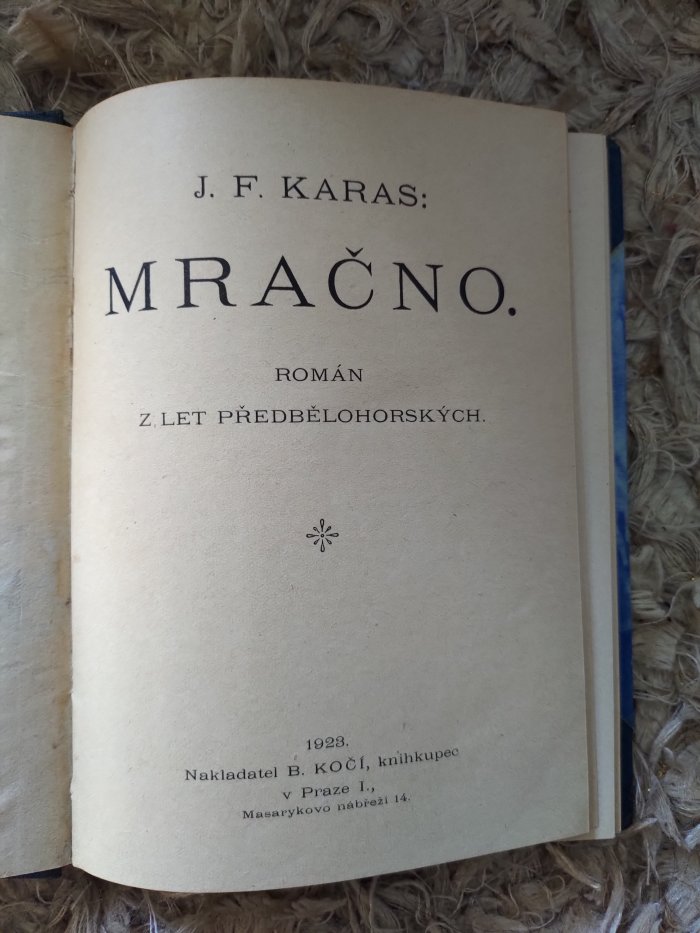 J. F. KARAS:
MRAČNO.
ROMÁN
Z LET PŘEDBĚLOHORSKÝCH.
1923.
Nakladatel B. KOČÍ, knihkupec
v Praze I.,
Masarykovo nábřeží 14.